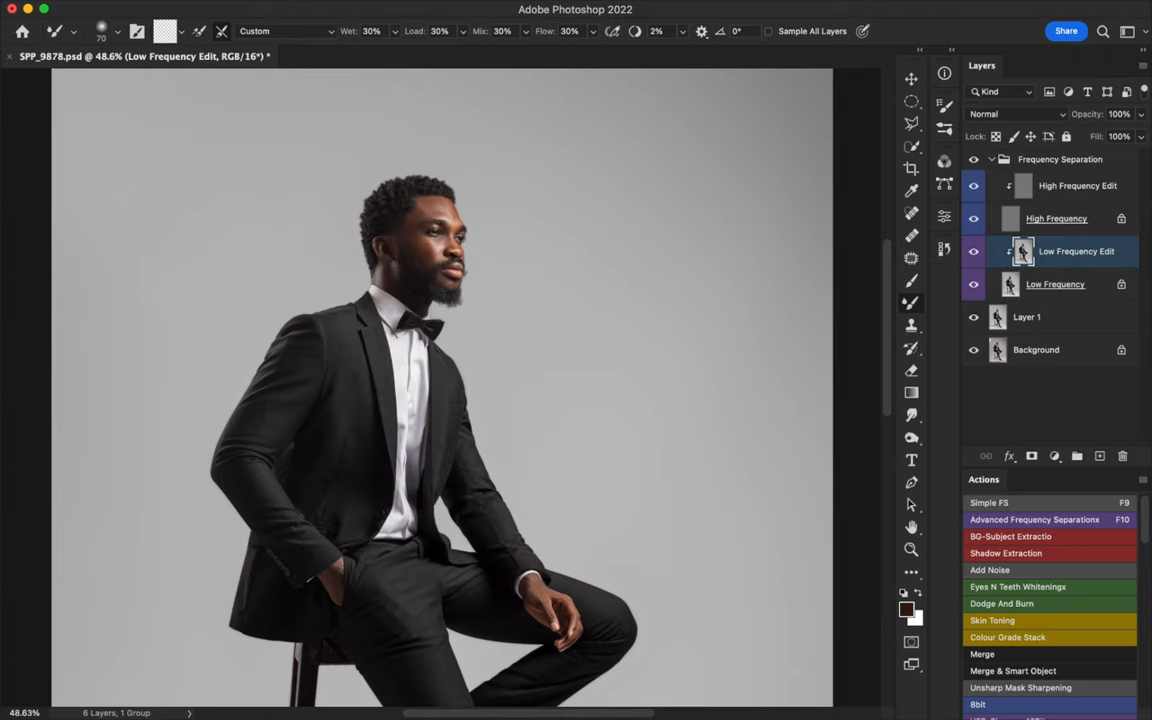 Adobe Photoshop 2022
70
Custom
Wet: 30%
Load: 30%
Mix: 30%
Flow: 30%
2%
0°
Sample All Layers
Share
SPP_9878.psd @ 48.6% (Low Frequency Edit, RGB/16*) *
Layers
Kind
Normal
Opacity: 100%
Lock:
Fill: 100%
Frequency Separation
High Frequency Edit
High Frequency
Low Frequency Edit
Low Frequency
Layer 1
Background
fx
Actions
Simple FS F9
Advanced Frequency Separationx F10
BG-Subject Extractio
Shadow Extraction
Add Noise
Eyes N Teeth Whiteningx
Dodge And Burn
Skin Toning
Colour Grade Stack
Merge
Merge & Smart Object
Unsharp Mask Sharpening
8bit
48.63%
6 Layers, 1 Group